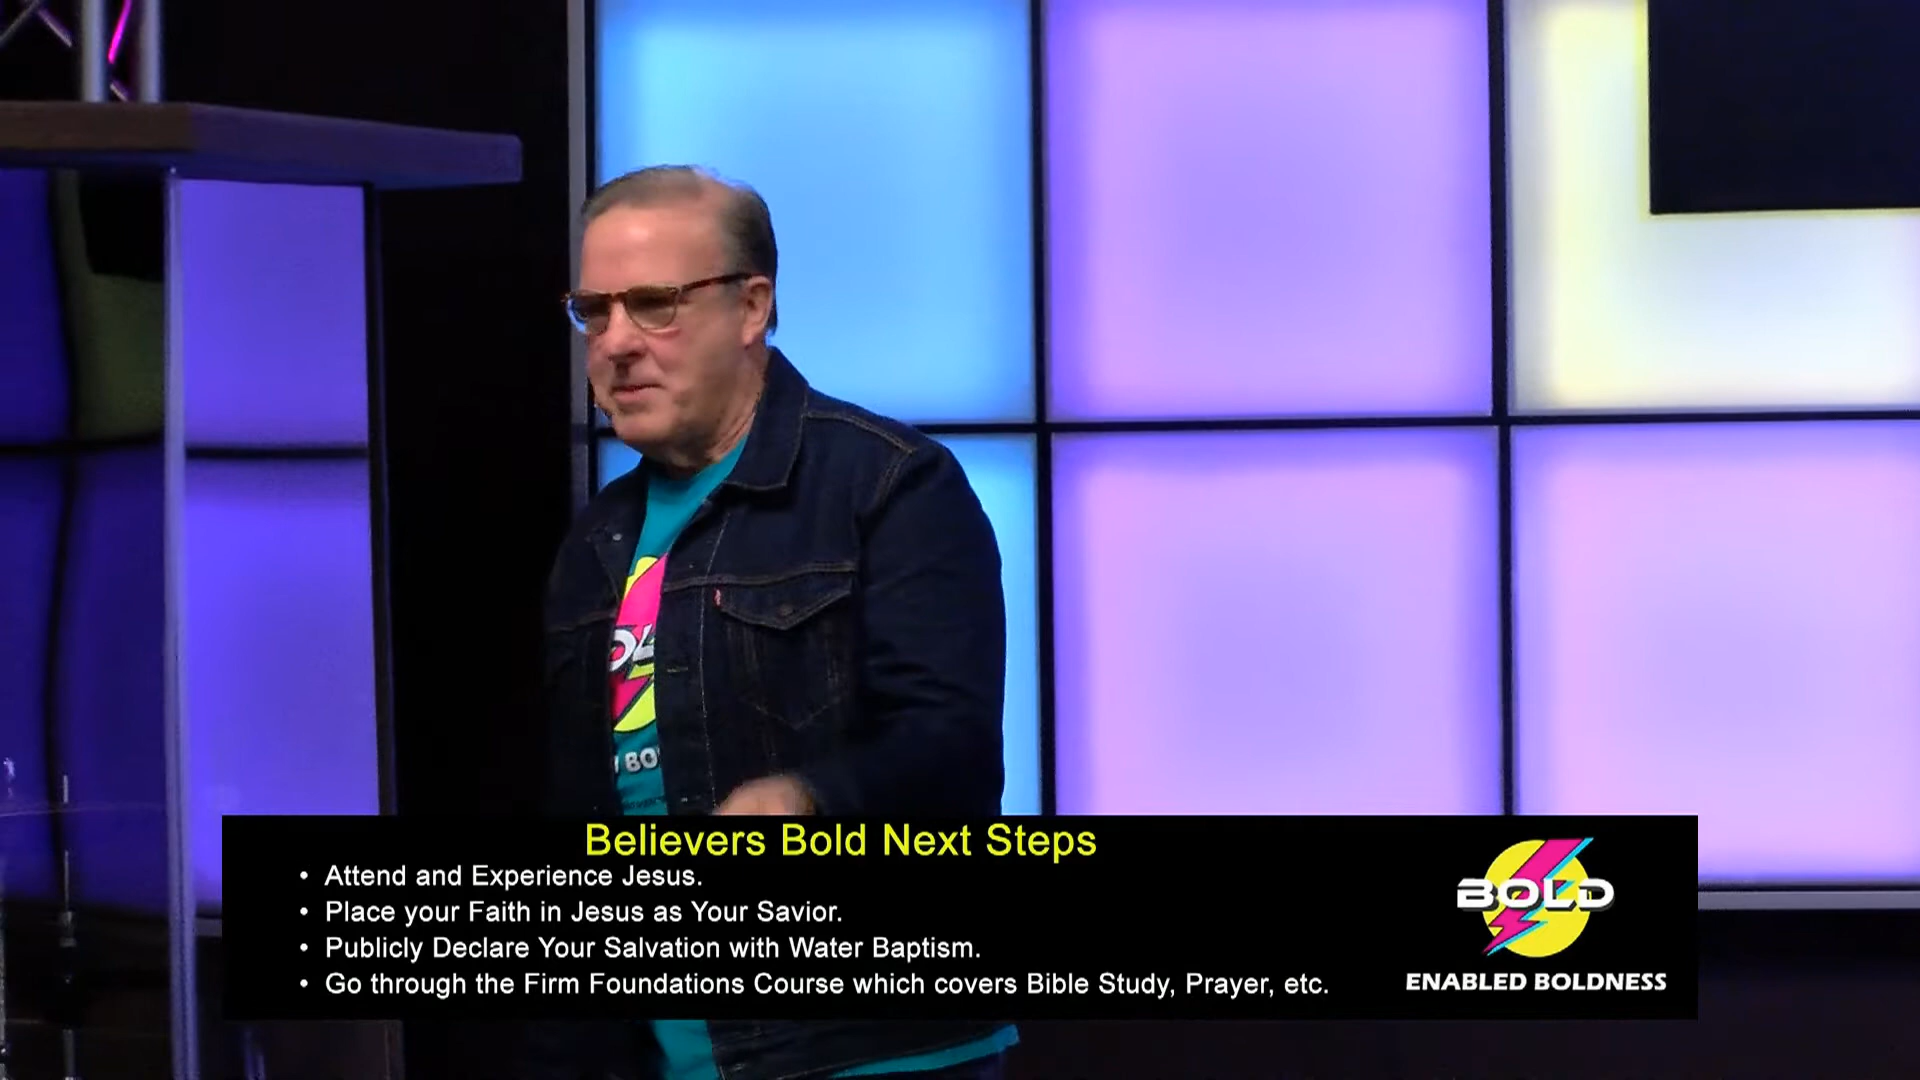 BO
Believers Bold Next Steps
• Attend and Experience Jesus.
• Place your Faith in Jesus as Your Savior.
• Publicly Declare Your Salvation with Water Baptism.
• Go through the Firm Foundations Course which covers Bible Study, Prayer, etc.
BOLD
ENABLED BOLDNESS